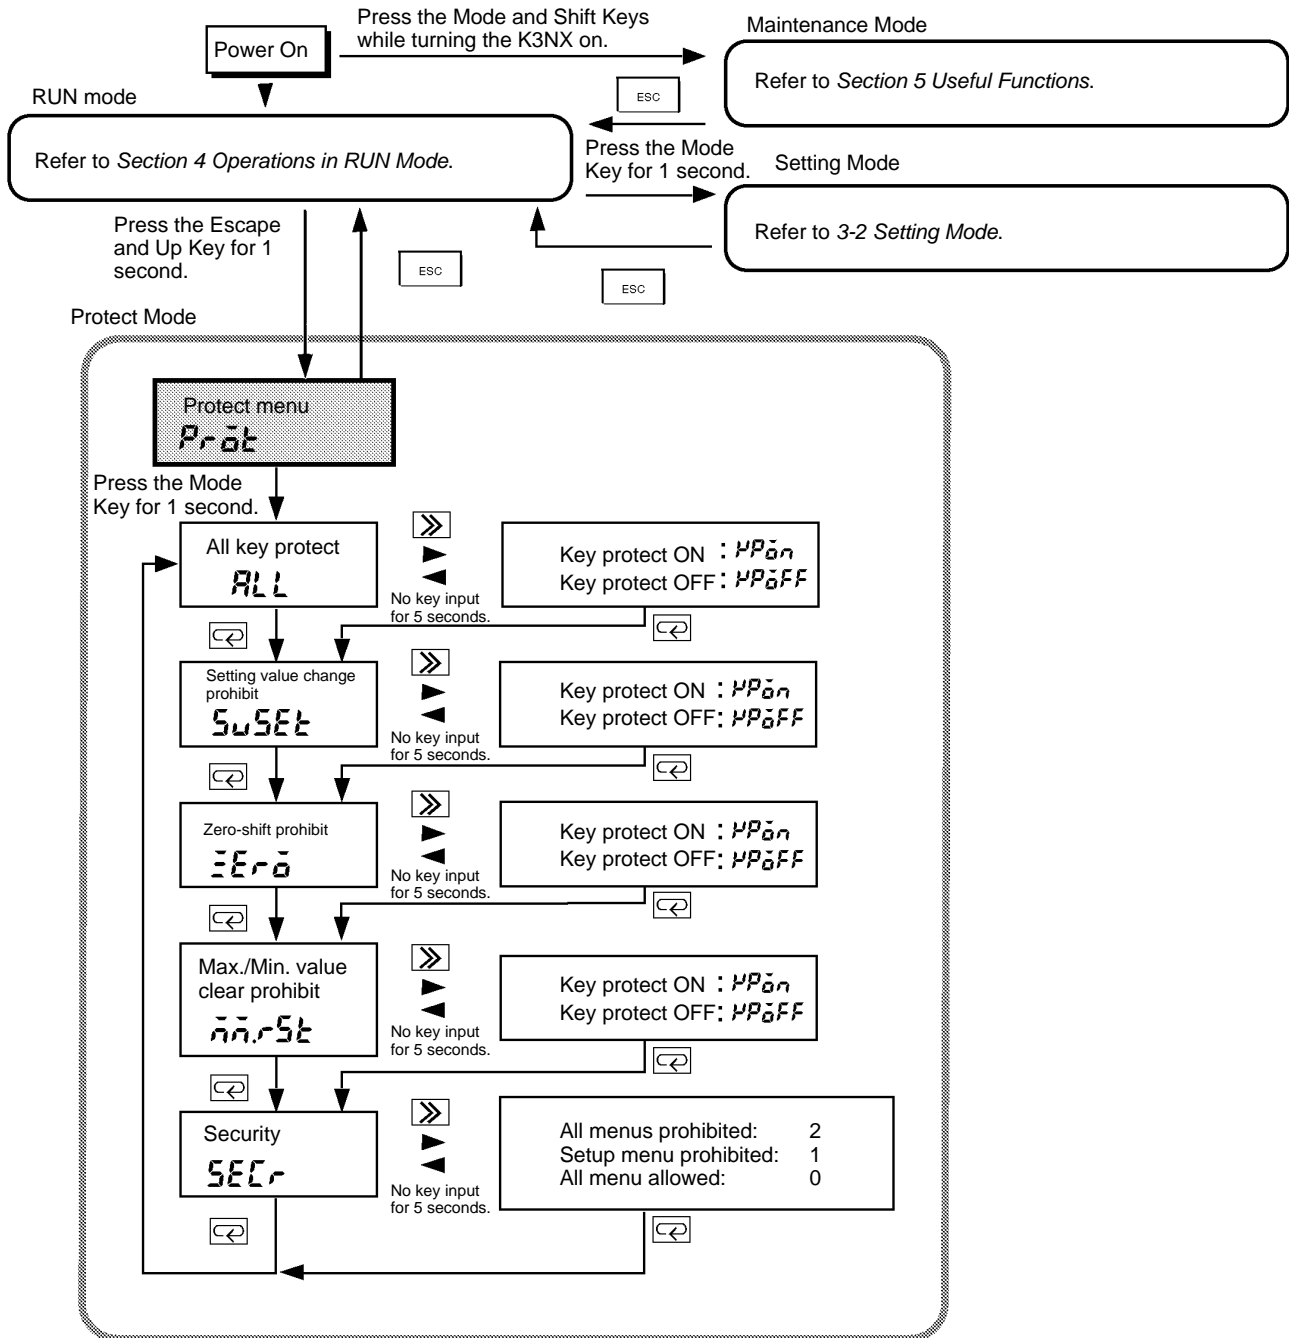 Press the Mode and Shift Keys
while turning the K3NX on.
Maintenance Mode
Power On
Refer to Section 5 Useful Functions.
RUN mode
ESC
Refer to Section 4 Operations in RUN Mode.
Press the Mode
Key for 1 second.
Setting Mode
Refer to 3-2 Setting Mode.
Press the Escape
and Up Key for 1
second.
ESC
ESC
Protect Mode
Protect menu
Prot
Press the Mode
Key for 1 second.
All key protect
ALL
No key input
for 5 seconds.
Key protect ON : KPon
Key protect OFF: KPoFF
Setting value change
prohibit
SvSEt
No key input
for 5 seconds.
Key protect ON : KPon
Key protect OFF: KPoFF
Zero-shift prohibit
ZEro
No key input
for 5 seconds.
Key protect ON : KPon
Key protect OFF: KPoFF
Max./Min. value
clear prohibit
mm.rSt
No key input
for 5 seconds.
Key protect ON : KPon
Key protect OFF: KPoFF
Security
SECr
No key input
for 5 seconds.
All menus prohibited: 2
Setup menu prohibited: 1
All menu allowed: 0